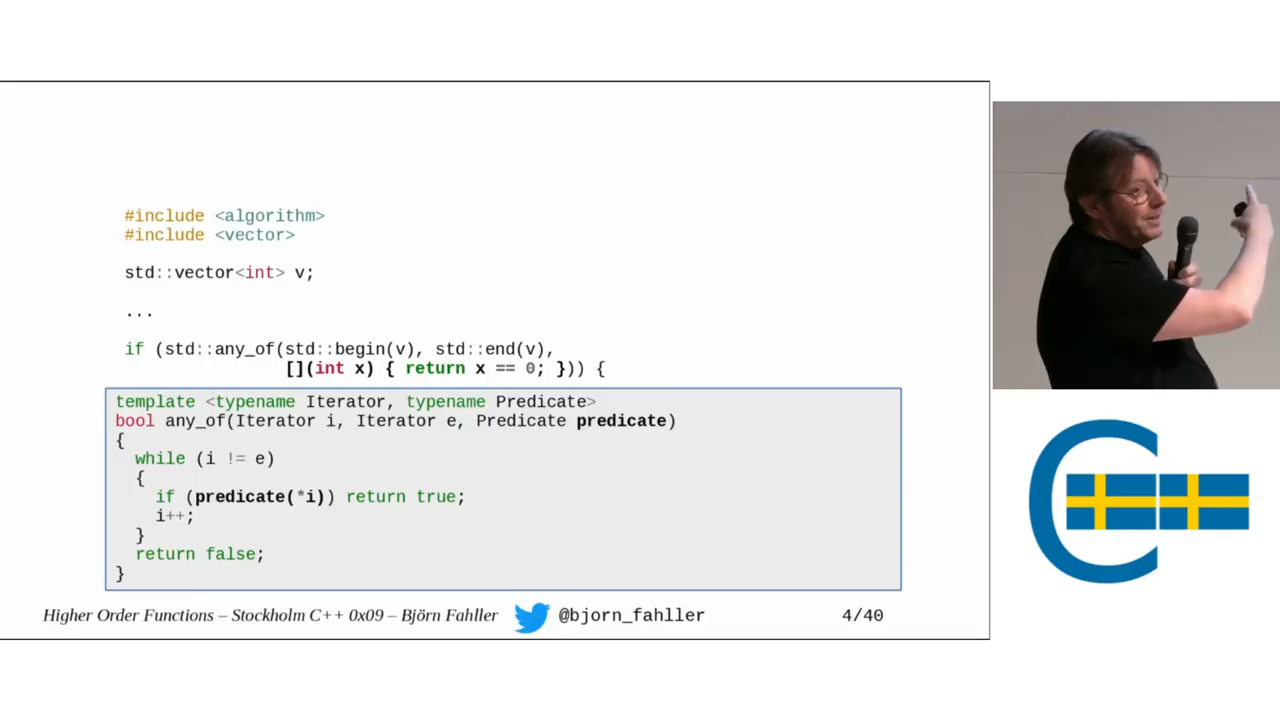 #include <algorithm>
#include <vector>
std::vector<int> v;
...
if (std::any_of(std::begin(v), std::end(v),
[](int x) { return x == 0; })) {
template <typename Iterator, typename Predicate>
bool any_of(Iterator i, Iterator e, Predicate predicate)
{
while (i != e)
{
if (predicate(*i)) return true;
i++;
}
return false;
}
Higher Order Functions – Stockholm C++ 0x09 – Björn Fahller @bjorn_fahller 4/40
C